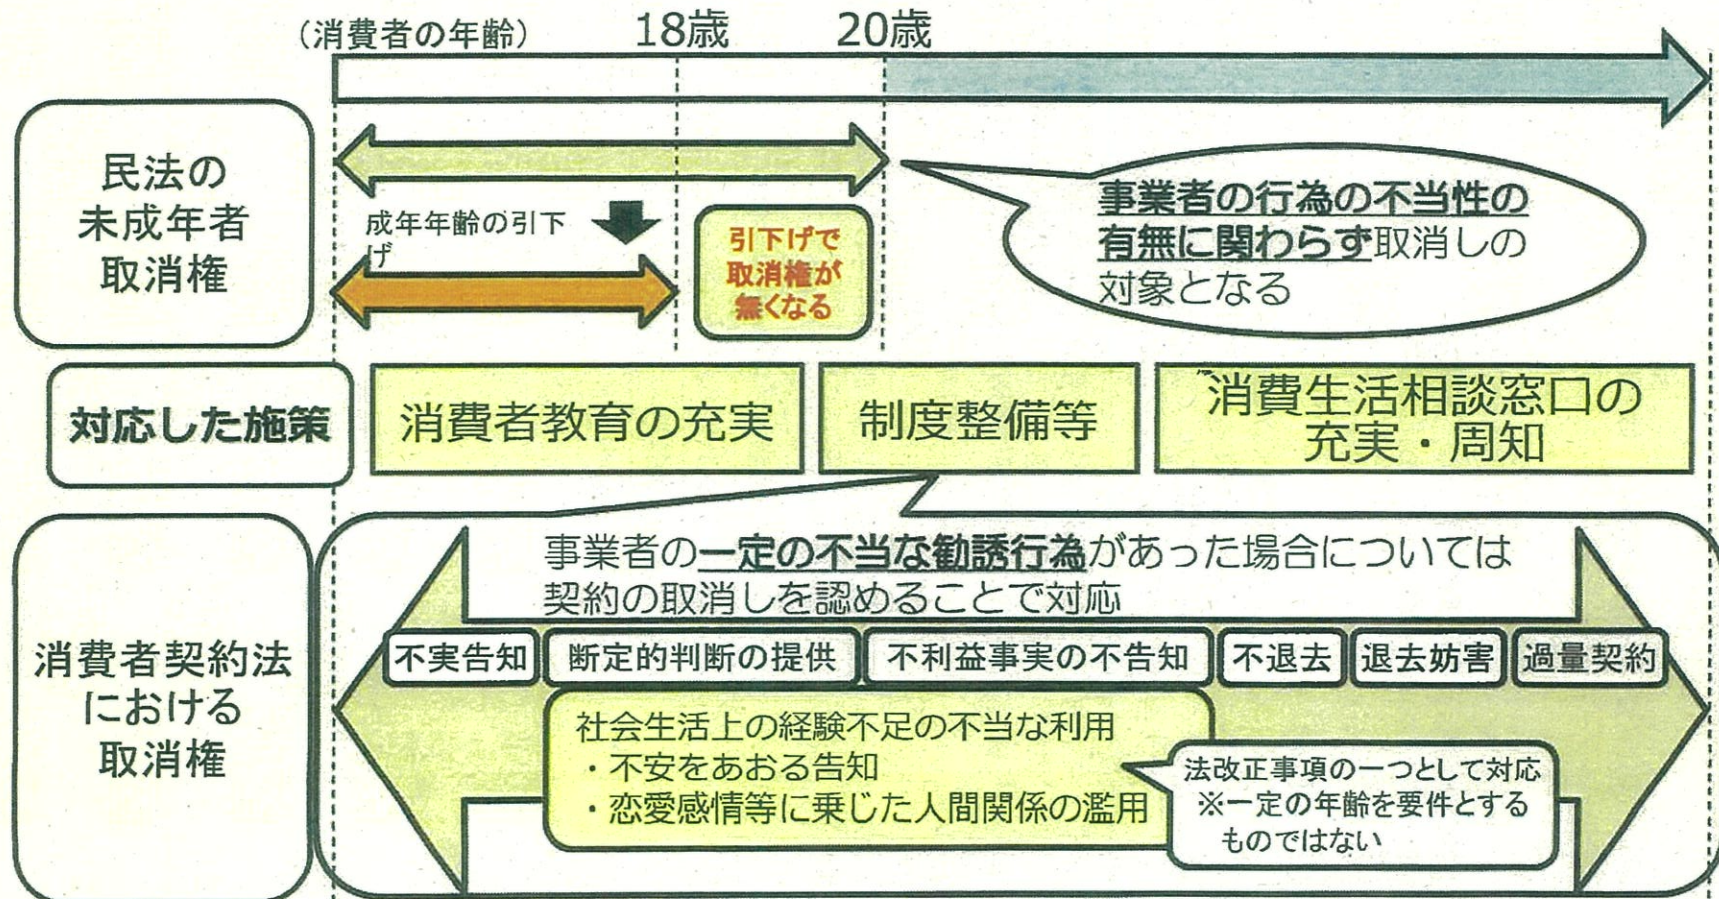 (消費者の年齢)
18歳
20歳
民法の
未成年者
取消権
成年年齢の引下
げ
引下げで
取消権が
無くなる
事業者の行為の不当性の
有無に関わらず取消しの
対象となる
対応した施策
消費者教育の充実
制度整備等
消費生活相談窓口の
充実・周知
消費者契約法
における
取消権
事業者の一定の不当な勧誘行為があった場合については
契約の取消しを認めることで対応
不実告知
断定的判断の提供
不利益事実の不告知
不退去
退去妨害
過量契約
社会生活上の経験不足の不当な利用
・不安をあおる告知
・恋愛感情等に乗じた人間関係の濫用
法改正事項の一つとして対応
※一定の年齢を要件とする
ものではない